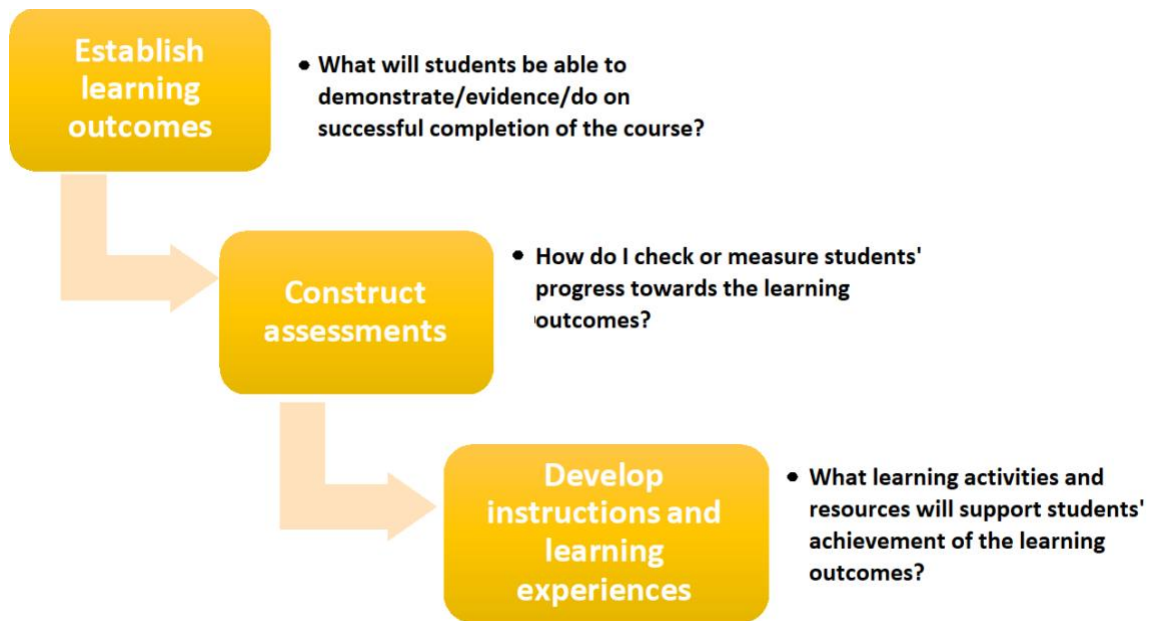 Establish
learning
outcomes
• What will students be able to
demonstrate/evidence/do on
successful completion of the course?
Construct
assessments
• How do I check or measure students'
progress towards the learning
outcomes?
Develop
instructions and
learning
experiences
• What learning activities and
resources will support students'
achievement of the learning
outcomes?